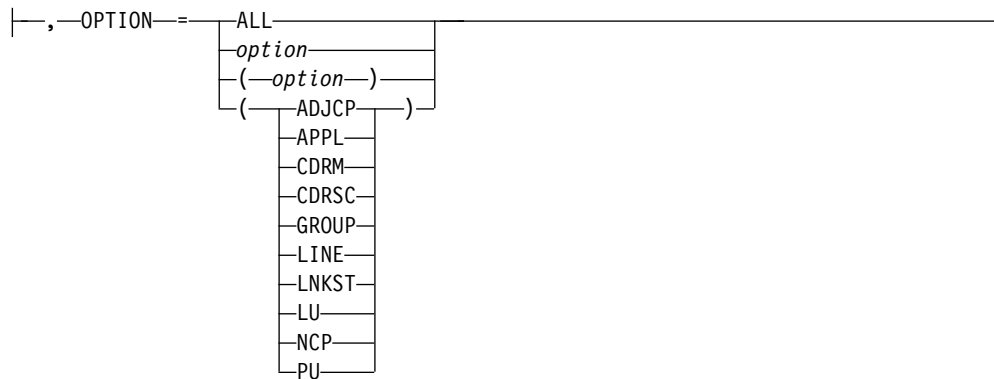 , OPTION = ALL
option
( option )
( ADJCP )
APPL
CDRM
CDRSC
GROUP
LINE
LNKST
LU
NCP
PU